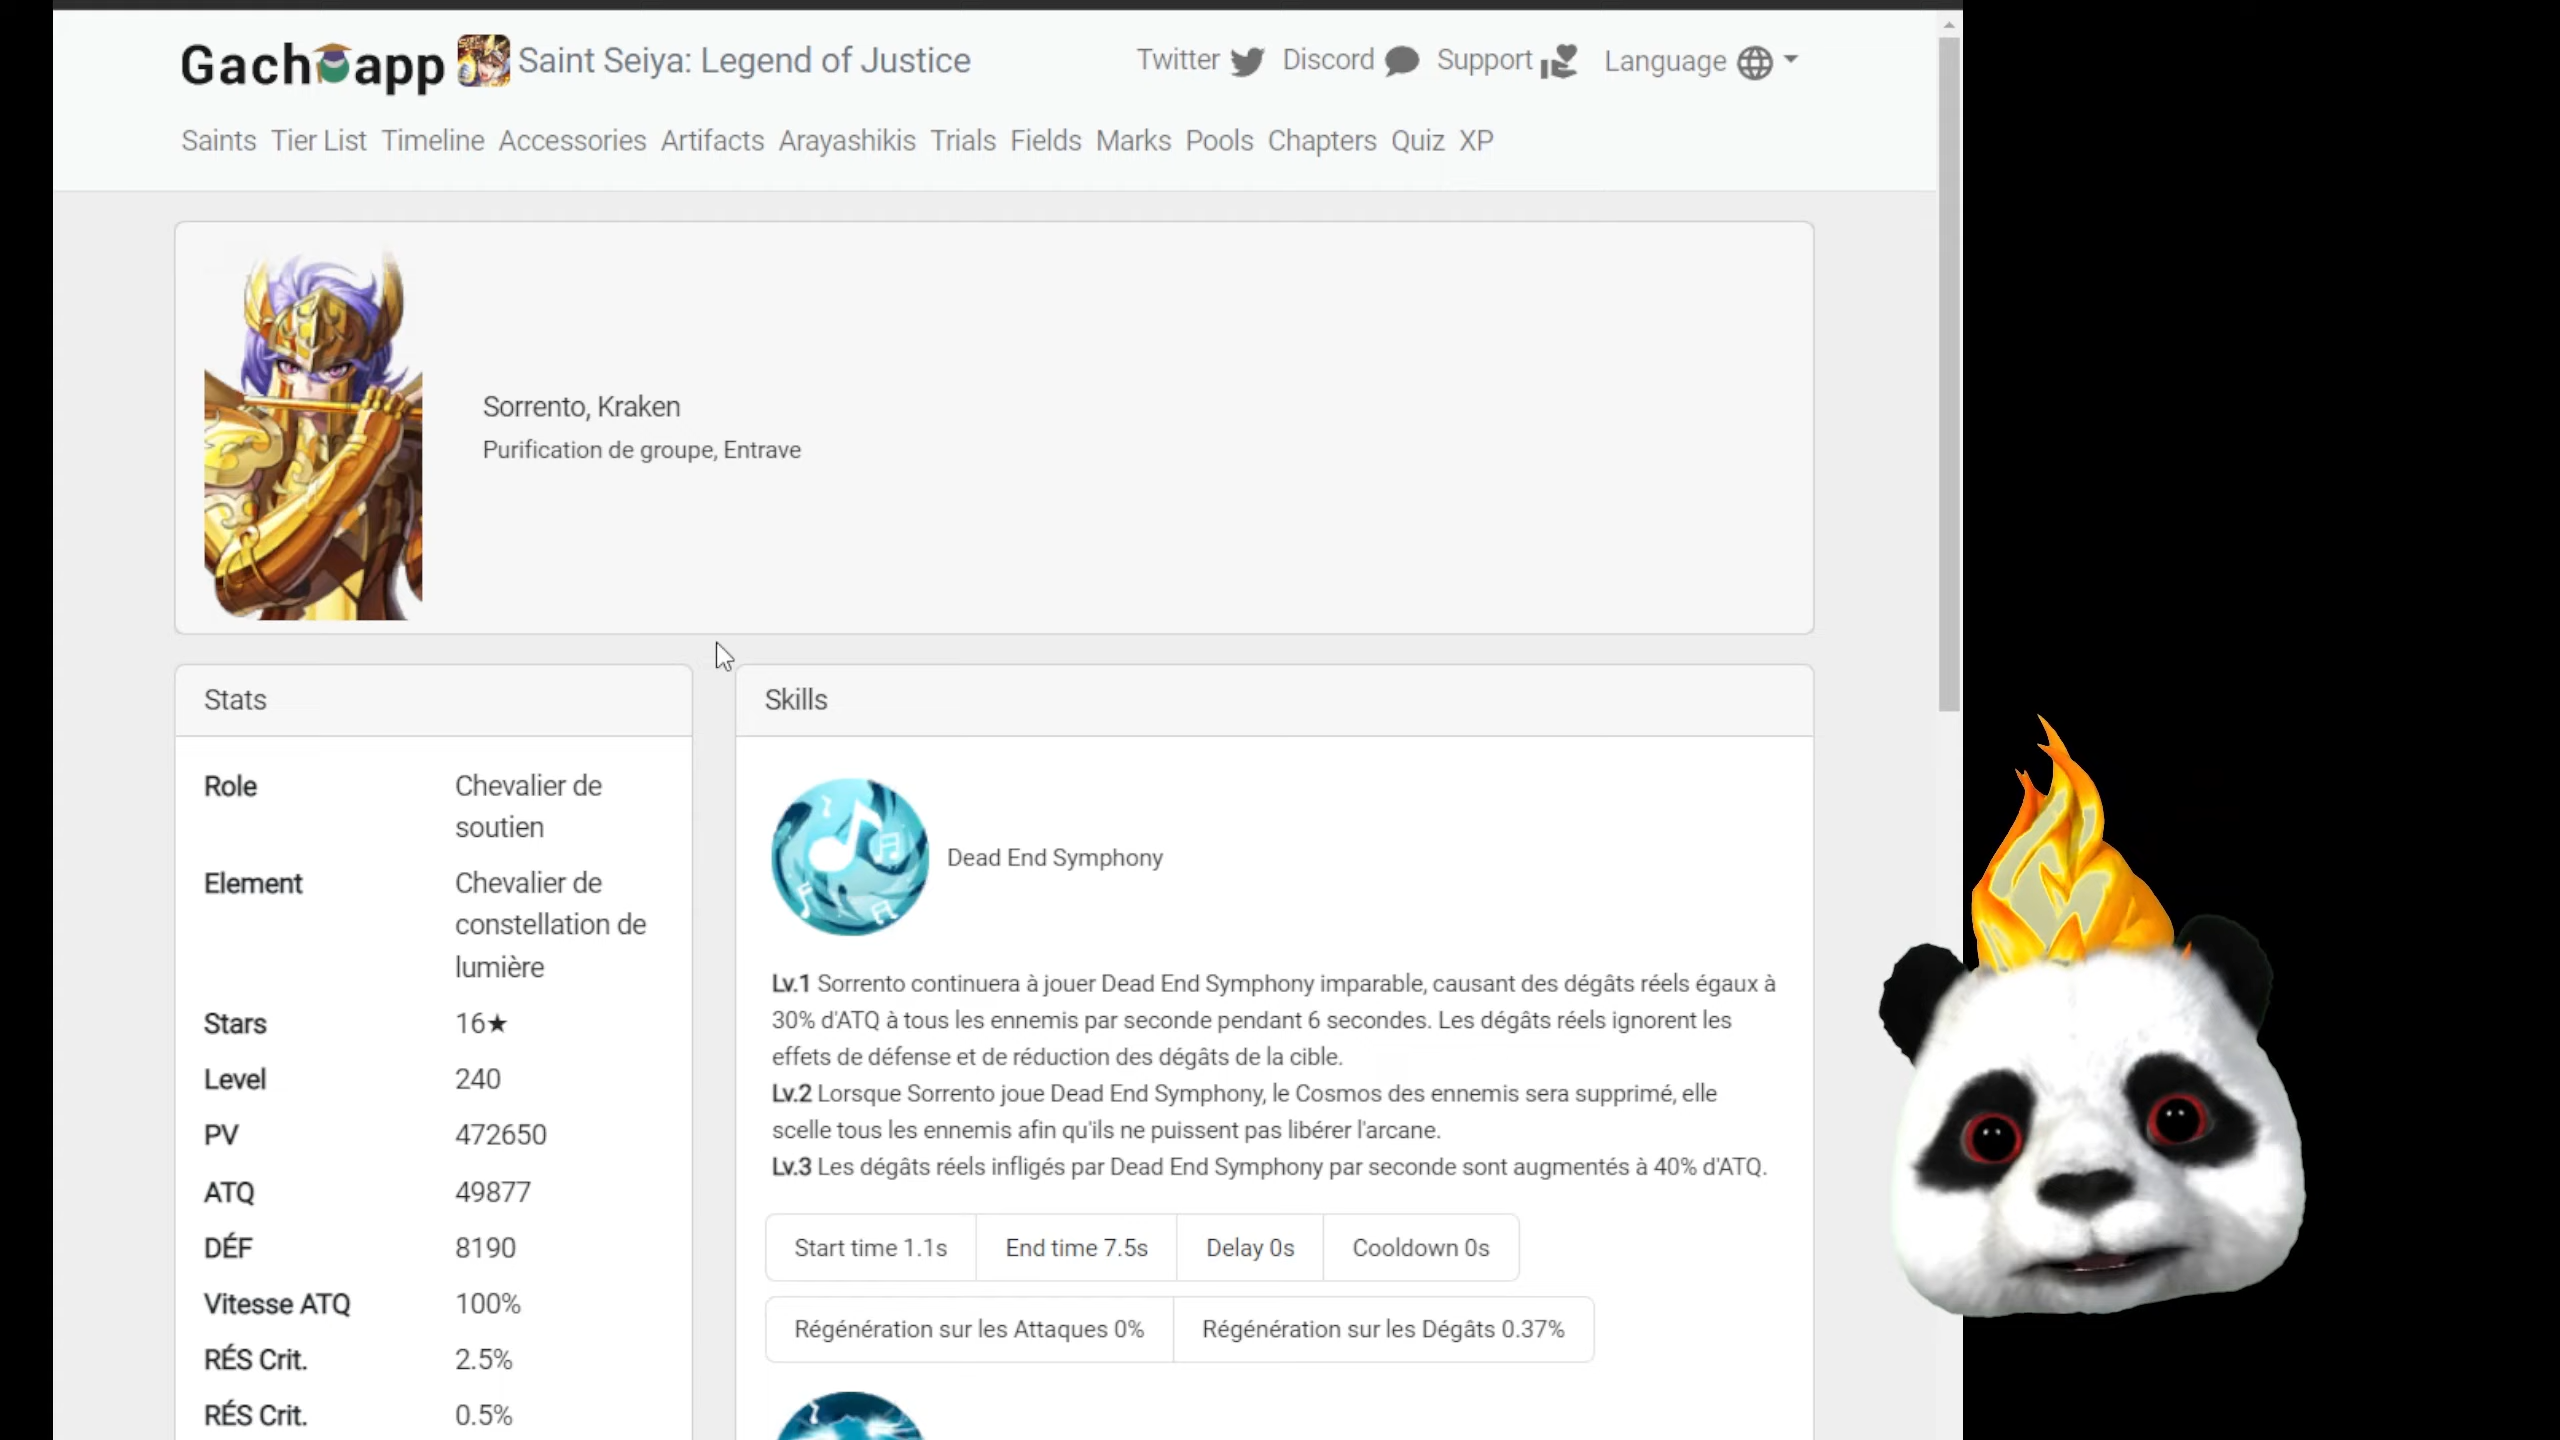 Gachapp Saint Seiya: Legend of Justice Twitter Discord Support Language
Saints Tier List Timeline Accessories Artifacts Arayashikis Trials Fields Marks Pools Chapters Quiz XP
Sorrento, Kraken
Purification de groupe, Entrave
Stats
Role Chevalier de
soutien
Element Chevalier de
constellation de
lumière
Stars 16★
Level 240
PV 472650
ATQ 49877
DÉF 8190
Vitesse ATQ 100%
RÉS Crit. 2.5%
RÉS Crit. 0.5%
Skills
Dead End Symphony
Lv.1 Sorrento continuera à jouer Dead End Symphony imparable, causant des dégâts réels égaux à
30% d'ATQ à tous les ennemis par seconde pendant 6 secondes. Les dégâts réels ignorent les
effets de défense et de réduction des dégâts de la cible.
Lv.2 Lorsque Sorrento joue Dead End Symphony, le Cosmos des ennemis sera supprimé, elle
scelle tous les ennemis afin qu'ils ne puissent pas libérer l'arcane.
Lv.3 Les dégâts réels infligés par Dead End Symphony par seconde sont augmentés à 40% d'ATQ.
Start time 1.1s End time 7.5s Delay 0s Cooldown 0s
Régénération sur les Attaques 0% Régénération sur les Dégâts 0.37%